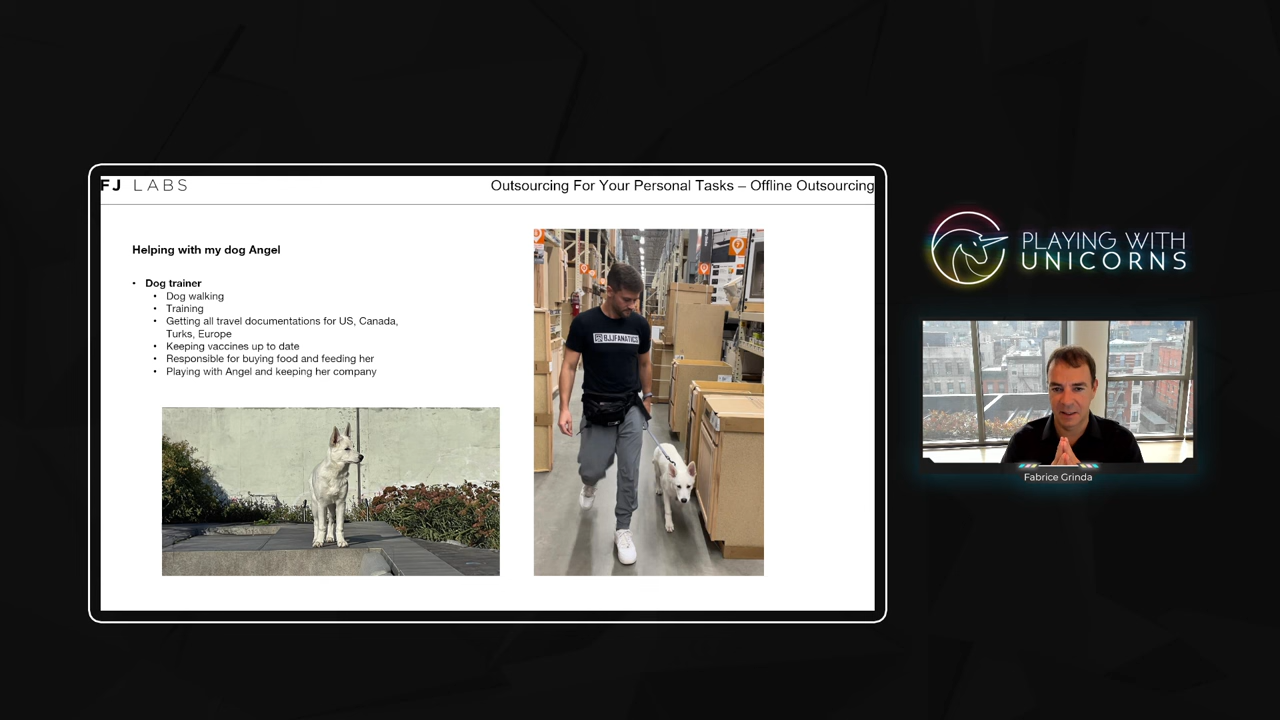 FJ LABS
Outsourcing For Your Personal Tasks – Offline Outsourcing
Helping with my dog Angel
• Dog trainer
• Dog walking
• Training
• Getting all travel documentations for US, Canada,
Turks, Europe
• Keeping vaccines up to date
• Responsible for buying food and feeding her
• Playing with Angel and keeping her company
BJJFANATICS
PLAYING WITH
UNICORNS
Fabrice Grinda